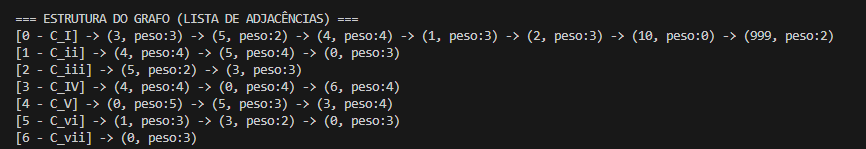 === ESTRUTURA DO GRAFO (LISTA DE ADJACÊNCIAS) ===
[0 - C_I] -> (3, peso:3) -> (5, peso:2) -> (4, peso:4) -> (1, peso:3) -> (2, peso:3) -> (10, peso:0) -> (999, peso:2)
[1 - C_ii] -> (4, peso:4) -> (5, peso:4) -> (0, peso:3)
[2 - C_iii] -> (5, peso:2) -> (3, peso:3)
[3 - C_IV] -> (4, peso:4) -> (0, peso:4) -> (6, peso:4)
[4 - C_V] -> (0, peso:5) -> (5, peso:3) -> (3, peso:4)
[5 - C_vi] -> (1, peso:3) -> (3, peso:2) -> (0, peso:3)
[6 - C_vii] -> (0, peso:3)